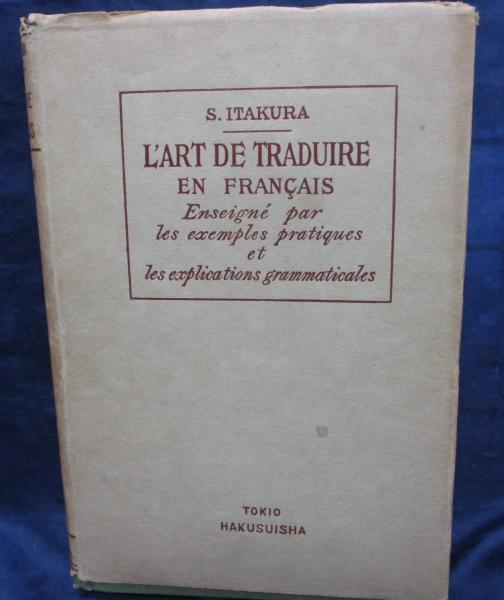 S. ITAKURA
L'ART DE TRADUIRE
EN FRANÇAIS
Enseigné par
les exemples pratiques
et
les explications grammaticales
TOKIO
HAKUSUISHA